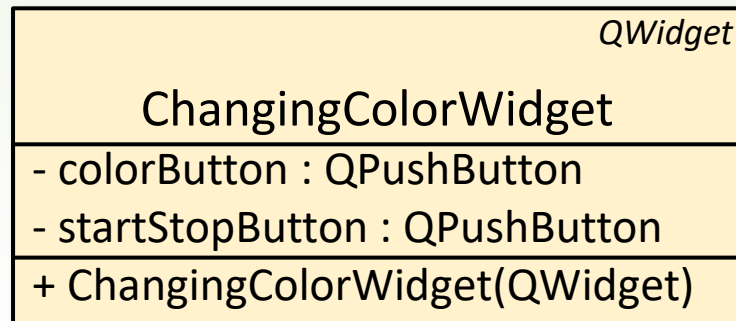 QWidget
ChangingColorWidget
- colorButton : QPushButton
- startStopButton : QPushButton
+ ChangingColorWidget(QWidget)